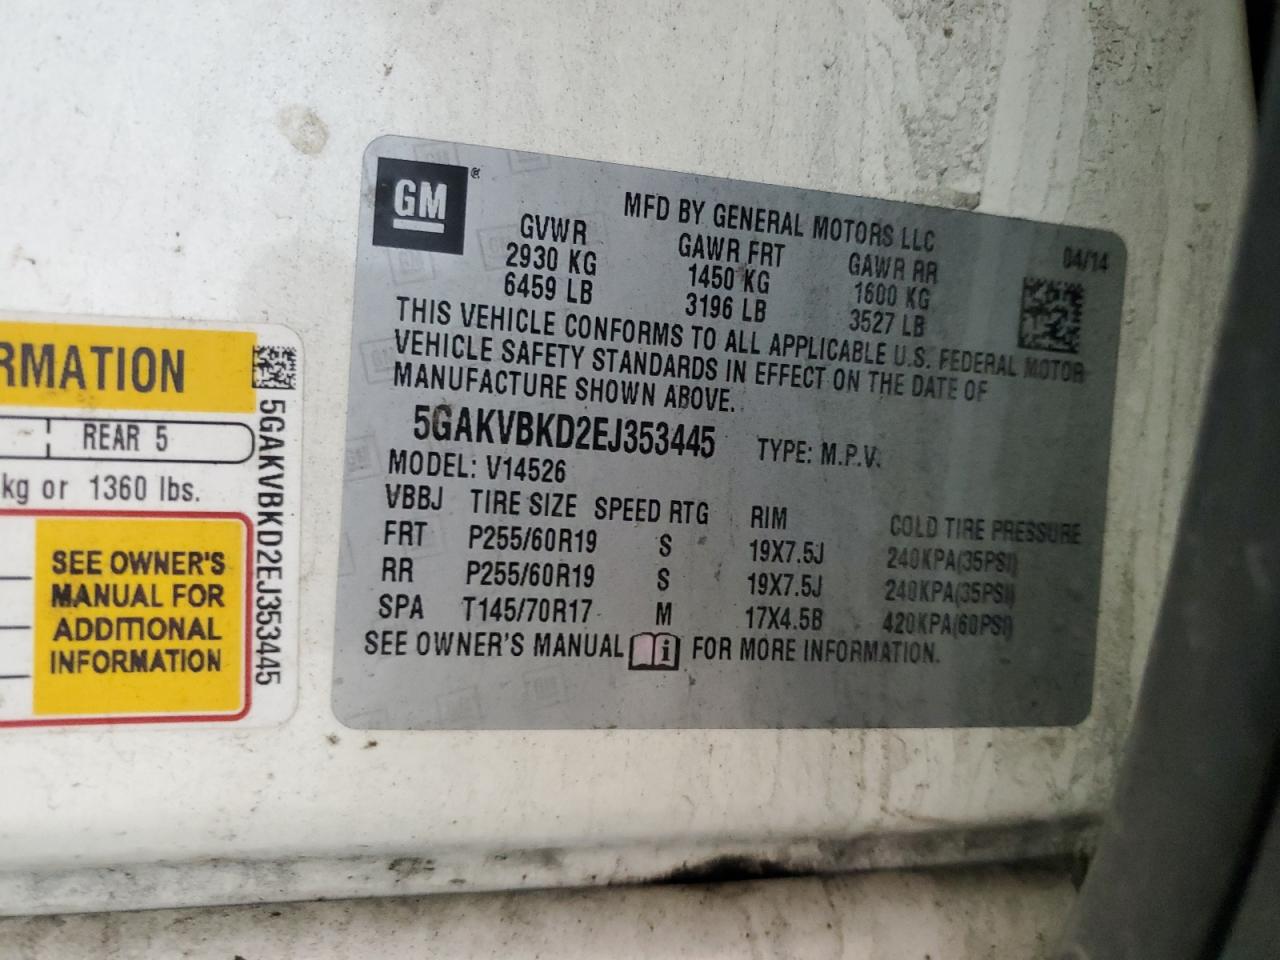 GM®
MFD BY GENERAL MOTORS LLC
04/14
GVWR GAWR FRT GAWR RR
2930 KG 1450 KG 1600 KG
6459 LB 3196 LB 3527 LB
THIS VEHICLE CONFORMS TO ALL APPLICABLE U.S. FEDERAL MOTOR
VEHICLE SAFETY STANDARDS IN EFFECT ON THE DATE OF
MANUFACTURE SHOWN ABOVE.
5GAKVBKD2EJ353445 TYPE: M.P.V.
MODEL: V14526
VBBJ TIRE SIZE SPEED RTG RIM COLD TIRE PRESSURE
FRT P255/60R19 S 19X7.5J 240KPA(35PSI)
RR P255/60R19 S 19X7.5J 240KPA(35PSI)
SPA T145/70R17 M 17X4.5B 420KPA(60PSI)
SEE OWNER'S MANUAL i FOR MORE INFORMATION.
RMATION
REAR 5
kg or 1360 lbs.
SEE OWNER'S
MANUAL FOR
ADDITIONAL
INFORMATION
5GAKVBKD2EJ353445